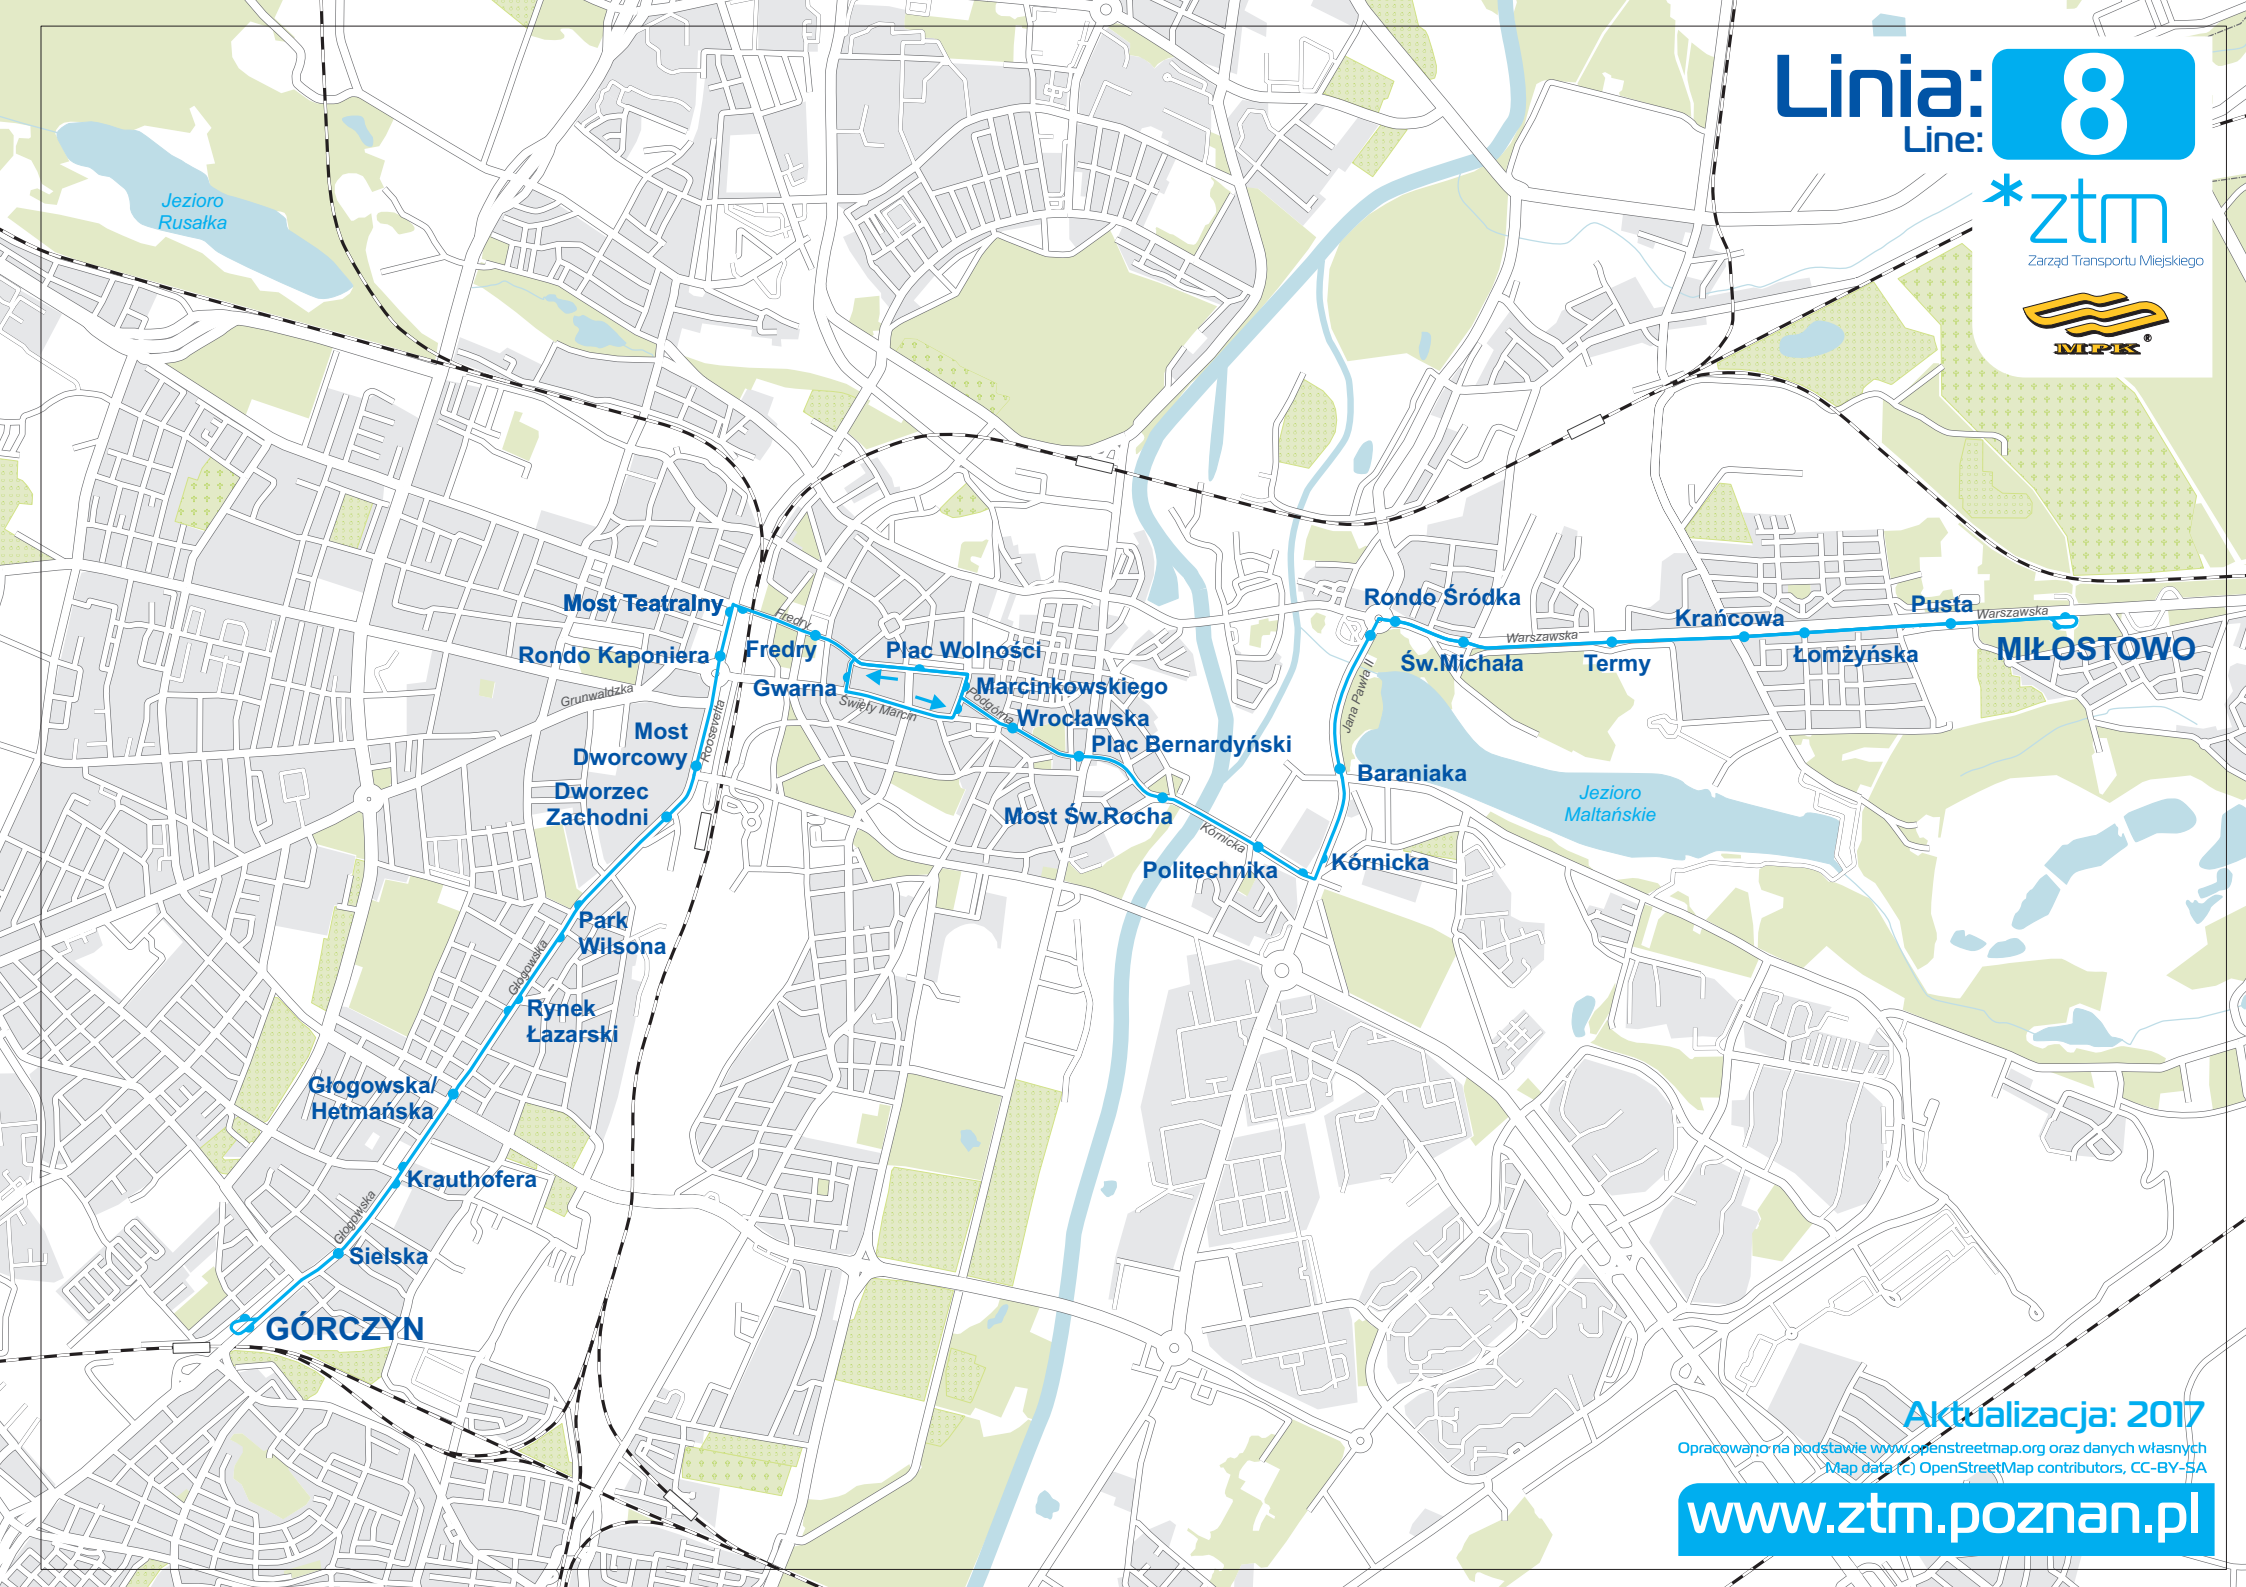 Linia:
Line:
8
*ztm
Zarząd Transportu Miejskiego
MPK®
Jezioro
Rusałka
Most Teatralny
Fredry
Rondo Kaponiera
Fredry
Plac Wolności
Gwarna
Marcinkowskiego
Święty Marcin
Podgórna
Wrocławska
Grunwaldzka
Roosevelta
Most
Dworcowy
Plac Bernardyński
Dworzec
Zachodni
Most Św.Rocha
Kórnicka
Politechnika
Kórnicka
Baraniaka
Jana Pawła II
Rondo Śródka
Św.Michała
Warszawska
Termy
Krańcowa
Łomżyńska
Pusta
Warszawska
MIŁOSTOWO
Jezioro
Maltańskie
Park
Wilsona
Głogowska
Rynek
Łazarski
Głogowska/
Hetmańska
Krauthofera
Głogowska
Sielska
GÓRCZYN
Aktualizacja: 2017
Opracowano na podstawie www.openstreetmap.org oraz danych własnych
Map data (c) OpenStreetMap contributors, CC-BY-SA
www.ztm.poznan.pl